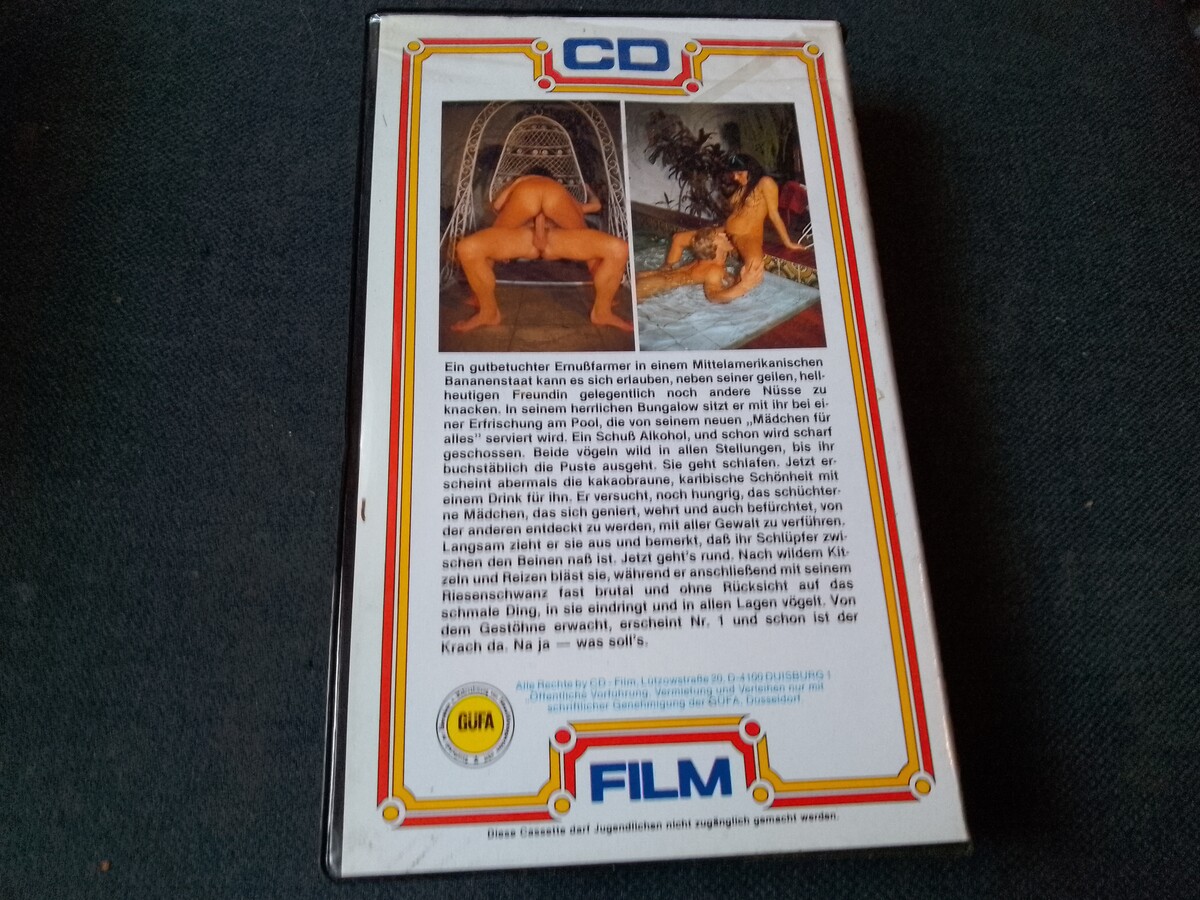 CD
Ein gutbetuchter Ernußfarmer in einem Mittelamerikanischen
Bananenstaat kann es sich erlauben, neben seiner geilen, hell-
heutigen Freundin gelegentlich noch andere Nüsse zu
knacken. In seinem herrlichen Bungalow sitzt er mit ihr bei ei-
ner Erfrischung am Pool, die von seinem neuen „Mädchen für
alles” serviert wird. Ein Schuß Alkohol, und schon wird scharf
geschossen. Beide vögeln wild in allen Stellungen, bis ihr
buchstäblich die Puste ausgeht. Sie geht schlafen. Jetzt er-
scheint abermals die kakaobraune, karibische Schönheit mit
einem Drink für ihn. Er versucht, noch hungrig, das schüchter-
ne Mädchen, das sich geniert, wehrt und auch befürchtet, von
der anderen entdeckt zu werden, mit aller Gewalt zu verführen.
Langsam zieht er sie aus und bemerkt, daß ihr Schlüpfer zwi-
schen den Beinen naß ist. Jetzt geht's rund. Nach wildem Kit-
zeln und Reizen bläst sie, während er anschließend mit seinem
Riesenschwanz fast brutal und ohne Rücksicht auf das
schmale Ding, in sie eindringt und in allen Lagen vögelt. Von
dem Gestöhne erwacht, erscheint Nr. 1 und schon ist der
Krach da. Na ja — was soll's.
Alle Rechte by CD - Film, Lützowstraße 20, D-4100 DUISBURG 1
Öffentliche Vorführung, Vermietung und Verleihen nur mit
schriftlicher Genehmigung der GÜFA, Düsseldorf
GÜFA
FILM
Diese Cassette darf Jugendlichen nicht zugänglich gemacht werden.